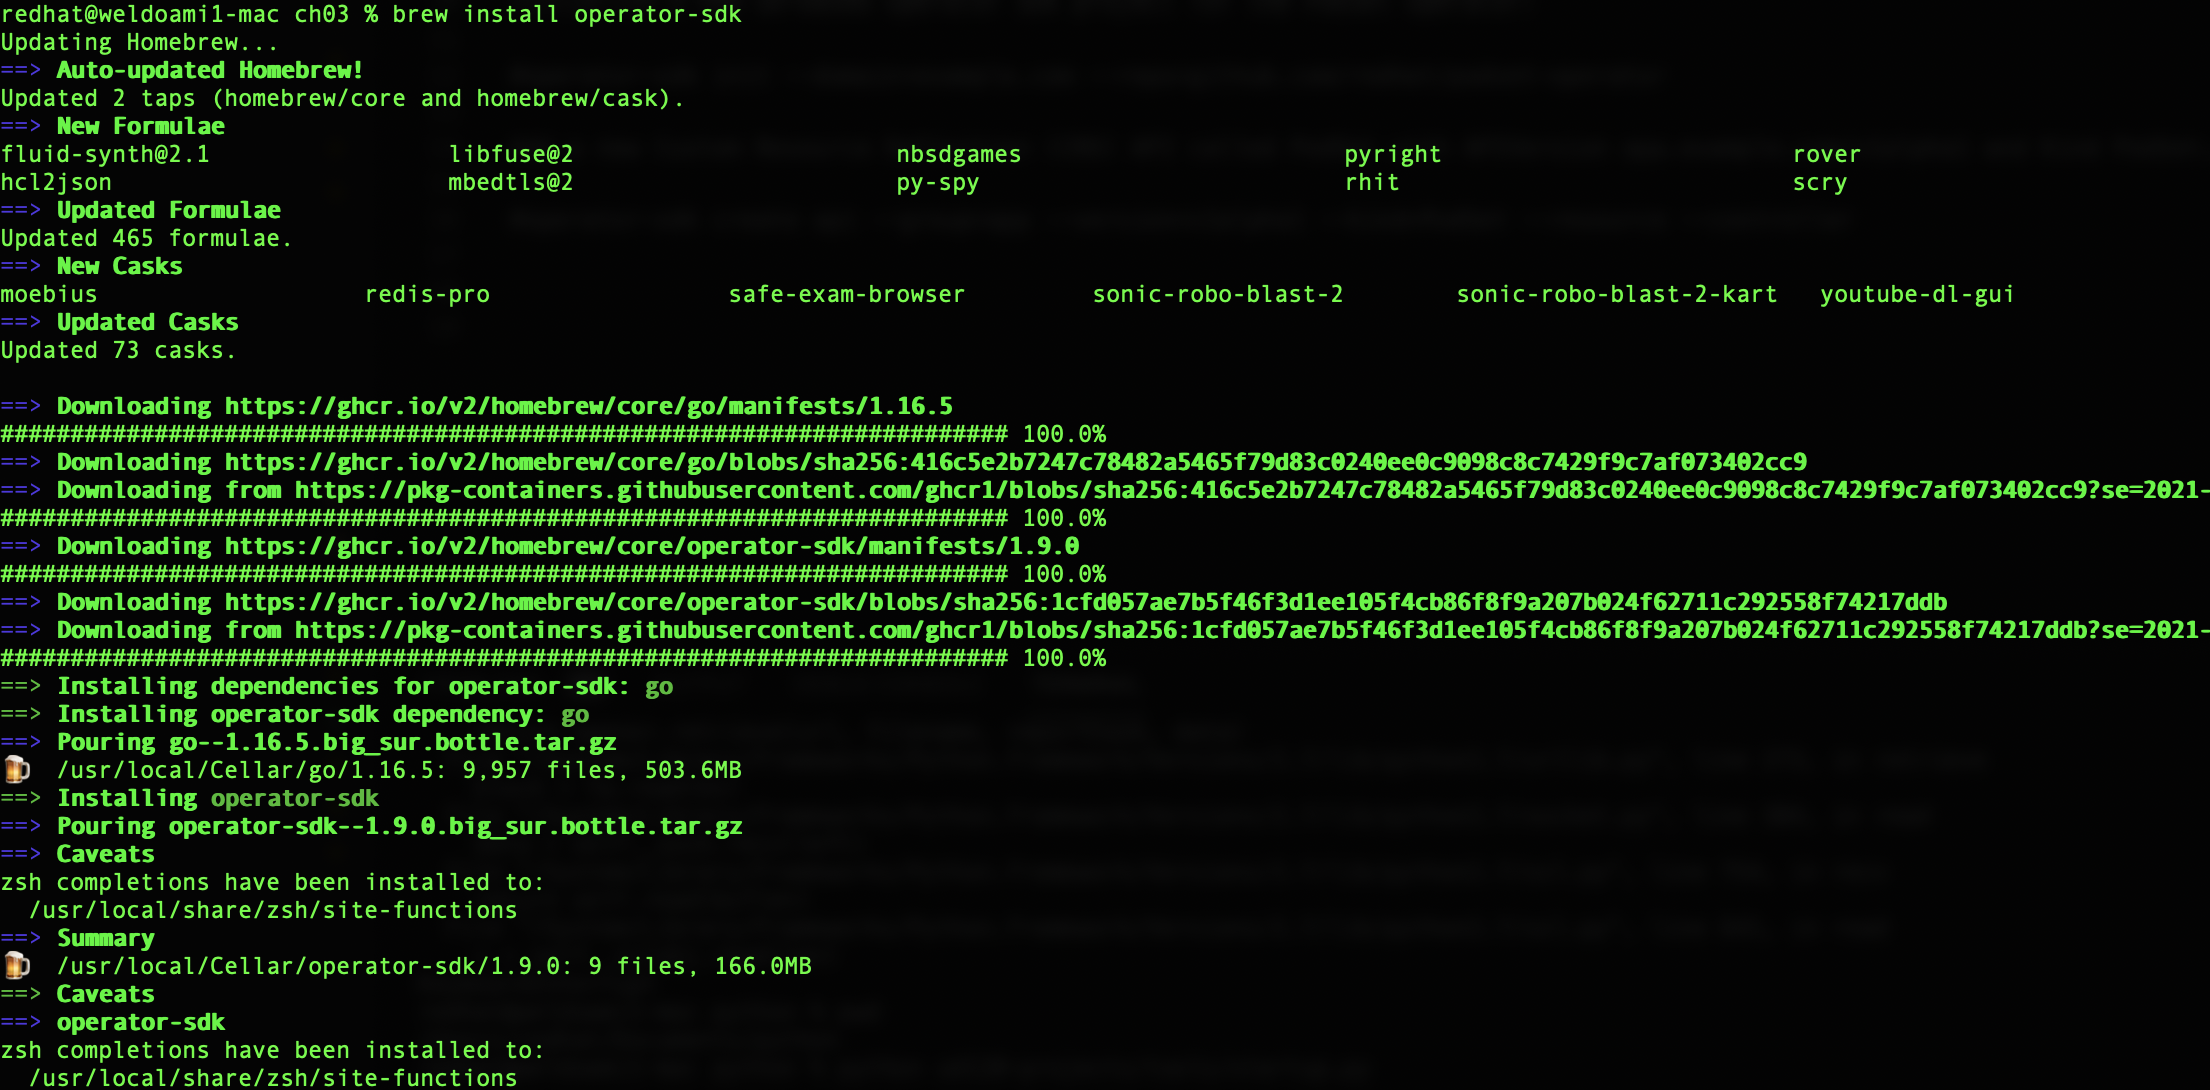 redhat@weldoami1-mac ch03 % brew install operator-sdk
Updating Homebrew...
==> Auto-updated Homebrew!
Updated 2 taps (homebrew/core and homebrew/cask).
==> New Formulae
fluid-synth@2.1 libfuse@2 nbsdgames pyright rover
hcl2json mbedtls@2 py-spy rhit scry
==> Updated Formulae
Updated 465 formulae.
==> New Casks
moebius redis-pro safe-exam-browser sonic-robo-blast-2 sonic-robo-blast-2-kart youtube-dl-gui
==> Updated Casks
Updated 73 casks.
==> Downloading https://ghcr.io/v2/homebrew/core/go/manifests/1.16.5
######################################################################## 100.0%
==> Downloading https://ghcr.io/v2/homebrew/core/go/blobs/sha256:416c5e2b7247c78482a5465f79d83c0240ee0c9098c8c7429f9c7af073402cc9
==> Downloading from https://pkg-containers.githubusercontent.com/ghcr1/blobs/sha256:416c5e2b7247c78482a5465f79d83c0240ee0c9098c8c7429f9c7af073402cc9?se=2021-
######################################################################## 100.0%
==> Downloading https://ghcr.io/v2/homebrew/core/operator-sdk/manifests/1.9.0
######################################################################## 100.0%
==> Downloading https://ghcr.io/v2/homebrew/core/operator-sdk/blobs/sha256:1cfd057ae7b5f46f3d1ee105f4cb86f8f9a207b024f62711c292558f74217ddb
==> Downloading from https://pkg-containers.githubusercontent.com/ghcr1/blobs/sha256:1cfd057ae7b5f46f3d1ee105f4cb86f8f9a207b024f62711c292558f74217ddb?se=2021-
######################################################################## 100.0%
==> Installing dependencies for operator-sdk: go
==> Installing operator-sdk dependency: go
==> Pouring go--1.16.5.big_sur.bottle.tar.gz
🍺 /usr/local/Cellar/go/1.16.5: 9,957 files, 503.6MB
==> Installing operator-sdk
==> Pouring operator-sdk--1.9.0.big_sur.bottle.tar.gz
==> Caveats
zsh completions have been installed to:
/usr/local/share/zsh/site-functions
==> Summary
🍺 /usr/local/Cellar/operator-sdk/1.9.0: 9 files, 166.0MB
==> Caveats
==> operator-sdk
zsh completions have been installed to:
/usr/local/share/zsh/site-functions